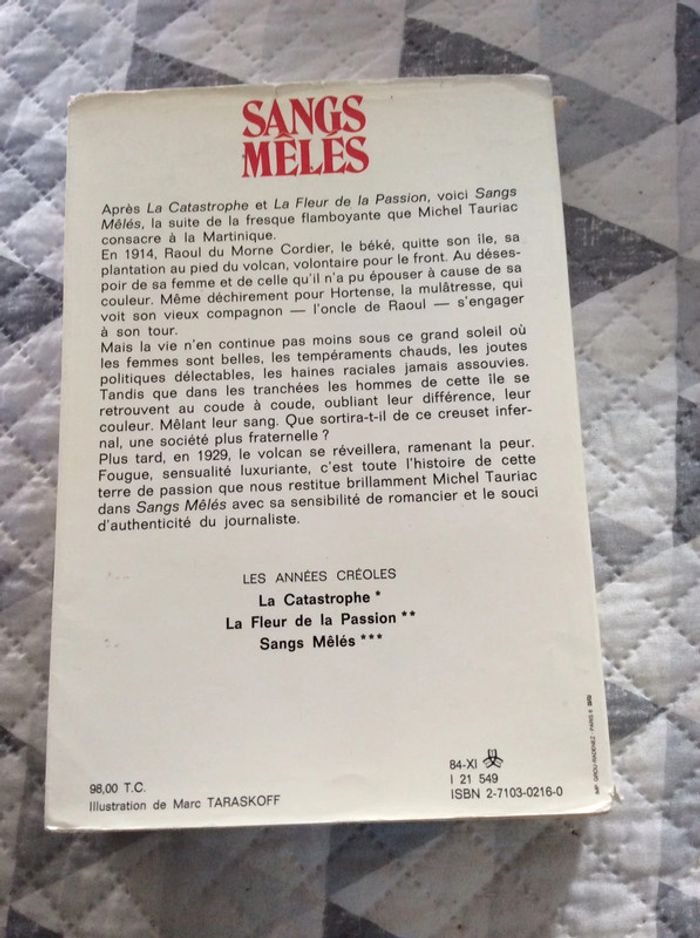 SANGS
MÊLÉS
Après La Catastrophe et La Fleur de la Passion, voici Sangs
Mêlés, la suite de la fresque flamboyante que Michel Tauriac
consacre à la Martinique.
En 1914, Raoul du Morne Cordier, le béké, quitte son île, sa
plantation au pied du volcan, volontaire pour le front. Au déses-
poir de sa femme et de celle qu'il n'a pu épouser à cause de sa
couleur. Même déchirement pour Hortense, la mulâtresse, qui
voit son vieux compagnon — l'oncle de Raoul — s'engager
à son tour.
Mais la vie n'en continue pas moins sous ce grand soleil où
les femmes sont belles, les tempéraments chauds, les joutes
politiques délectables, les haines raciales jamais assouvies.
Tandis que dans les tranchées les hommes de cette île se
retrouvent au coude à coude, oubliant leur différence, leur
couleur. Mêlant leur sang. Que sortira-t-il de ce creuset infer-
nal, une société plus fraternelle ?
Plus tard, en 1929, le volcan se réveillera, ramenant la peur.
Fougue, sensualité luxuriante, c'est toute l'histoire de cette
terre de passion que nous restitue brillamment Michel Tauriac
dans Sangs Mêlés avec sa sensibilité de romancier et le souci
d'authenticité du journaliste.
LES ANNÉES CRÉOLES
La Catastrophe *
La Fleur de la Passion **
Sangs Mêlés ***
98,00 T.C.
Illustration de Marc TARASKOFF
84-XI
I 21 549
ISBN 2-7103-0216-0
IMP. GROU-RADENEZ - PARIS 6